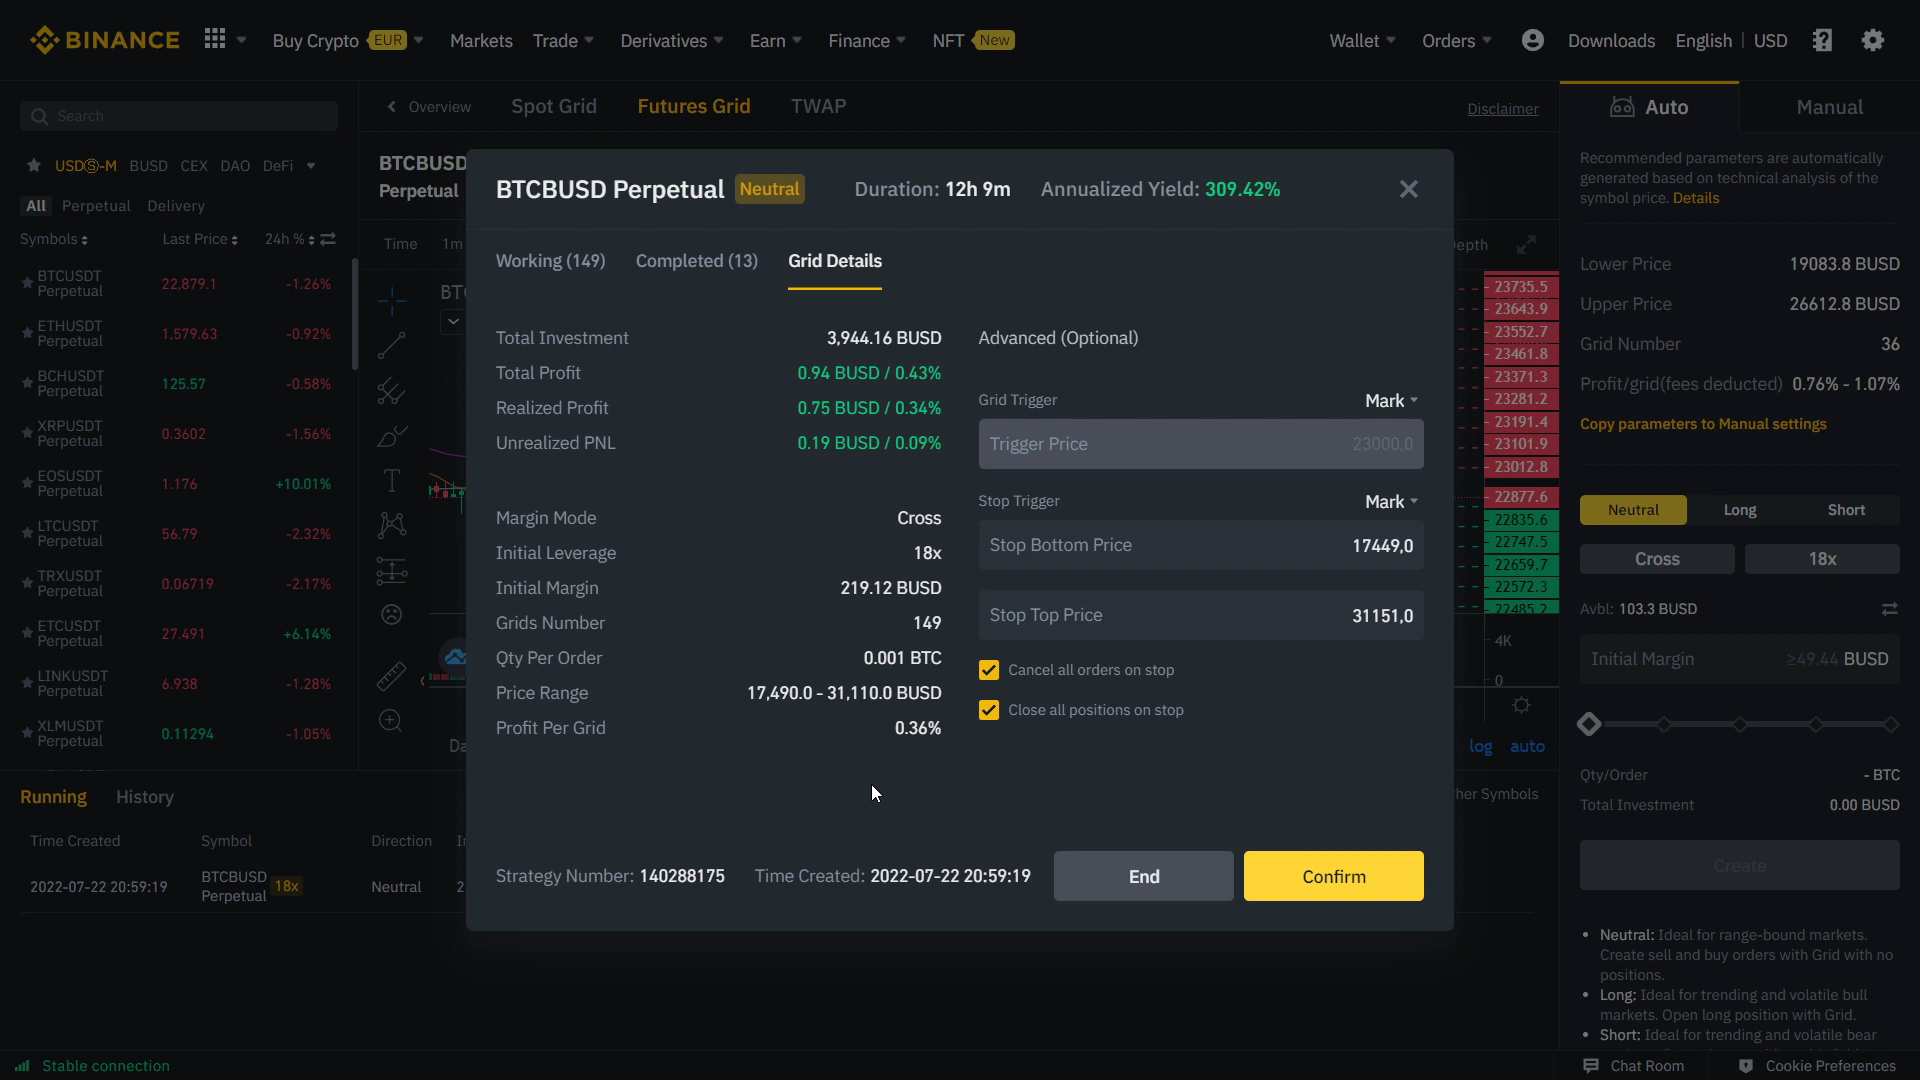 BINANCE
Buy Crypto EUR Markets Trade Derivatives Earn Finance NFT New
Wallet Orders Downloads English USD
Search
USDⓈ-M BUSD CEX DAO DeFi
All Perpetual Delivery
Symbols Last Price 24h %
BTCUSDT
Perpetual 22,879.1 -1.26%
ETHUSDT
Perpetual 1,579.63 -0.92%
BCHUSDT
Perpetual 125.57 -0.58%
XRPUSDT
Perpetual 0.3602 -1.56%
EOSUSDT
Perpetual 1.176 +10.01%
LTCUSDT
Perpetual 56.79 -2.32%
TRXUSDT
Perpetual 0.06719 -2.17%
ETCUSDT
Perpetual 27.491 +6.14%
LINKUSDT
Perpetual 6.938 -1.28%
XLMUSDT
Perpetual 0.11294 -1.05%
Overview Spot Grid Futures Grid TWAP Disclaimer
BTCBUSD
Perpetual
Time 1m
BT
epth
BTCBUSD Perpetual Neutral Duration: 12h 9m Annualized Yield: 309.42%
Working (149) Completed (13) Grid Details
Total Investment 3,944.16 BUSD
Total Profit 0.94 BUSD / 0.43%
Realized Profit 0.75 BUSD / 0.34%
Unrealized PNL 0.19 BUSD / 0.09%
Margin Mode Cross
Initial Leverage 18x
Initial Margin 219.12 BUSD
Grids Number 149
Qty Per Order 0.001 BTC
Price Range 17,490.0 - 31,110.0 BUSD
Profit Per Grid 0.36%
Advanced (Optional)
Grid Trigger Mark
Trigger Price 23000,0
Stop Trigger Mark
Stop Bottom Price 17449,0
Stop Top Price 31151,0
Cancel all orders on stop
Close all positions on stop
Strategy Number: 140288175 Time Created: 2022-07-22 20:59:19 End Confirm
23735.5
23643.9
23552.7
23461.8
23371.3
23281.2
23191.4
23101.9
23012.8
22877.6
22835.6
22747.5
22659.7
22572.3
22485.2
4K
0
Da
log auto
her Symbols
Auto Manual
Recommended parameters are automatically
generated based on technical analysis of the
symbol price. Details
Lower Price 19083.8 BUSD
Upper Price 26612.8 BUSD
Grid Number 36
Profit/grid(fees deducted) 0.76% - 1.07%
Copy parameters to Manual settings
Neutral Long Short
Cross 18x
Avbl: 103.3 BUSD
Initial Margin ≥49.44 BUSD
Qty/Order - BTC
Total Investment 0.00 BUSD
Create
Neutral: Ideal for range-bound markets.
Create sell and buy orders with Grid with no
positions.
Long: Ideal for trending and volatile bull
markets. Open long position with Grid.
Short: Ideal for trending and volatile bear
Running History
Time Created Symbol Direction
2022-07-22 20:59:19 BTCBUSD
Perpetual 18x Neutral 2
Stable connection
Chat Room Cookie Preferences